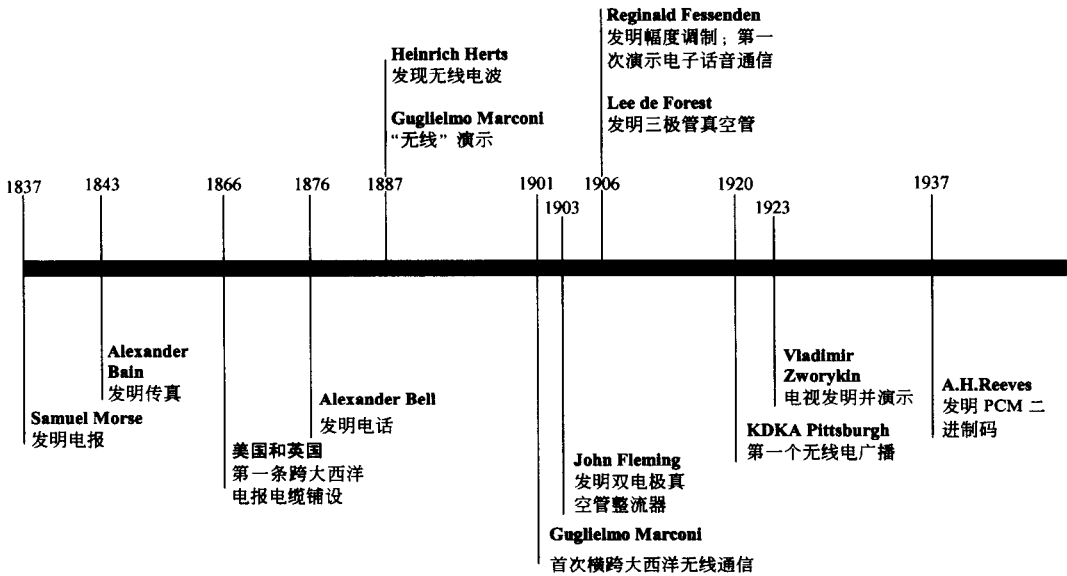 Reginald Fessenden
发明幅度调制；第一
次演示电子话音通信
Heinrich Herts
发现无线电波
Lee de Forest
发明三极管真空管
Guglielmo Marconi
“无线”演示
1837
1843
1866
1876
1887
1901
1903
1906
1920
1923
1937
Samuel Morse
发明电报
Alexander
Bain
发明传真
美国和英国
第一条跨大西洋
电报电缆铺设
Alexander Bell
发明电话
Guglielmo Marconi
首次横跨大西洋无线通信
John Fleming
发明双电极真
空管整流器
KDKA Pittsburgh
第一个无线电广播
Vladimir
Zworykin
电视发明并演示
A.H.Reeves
发明 PCM 二
进制码